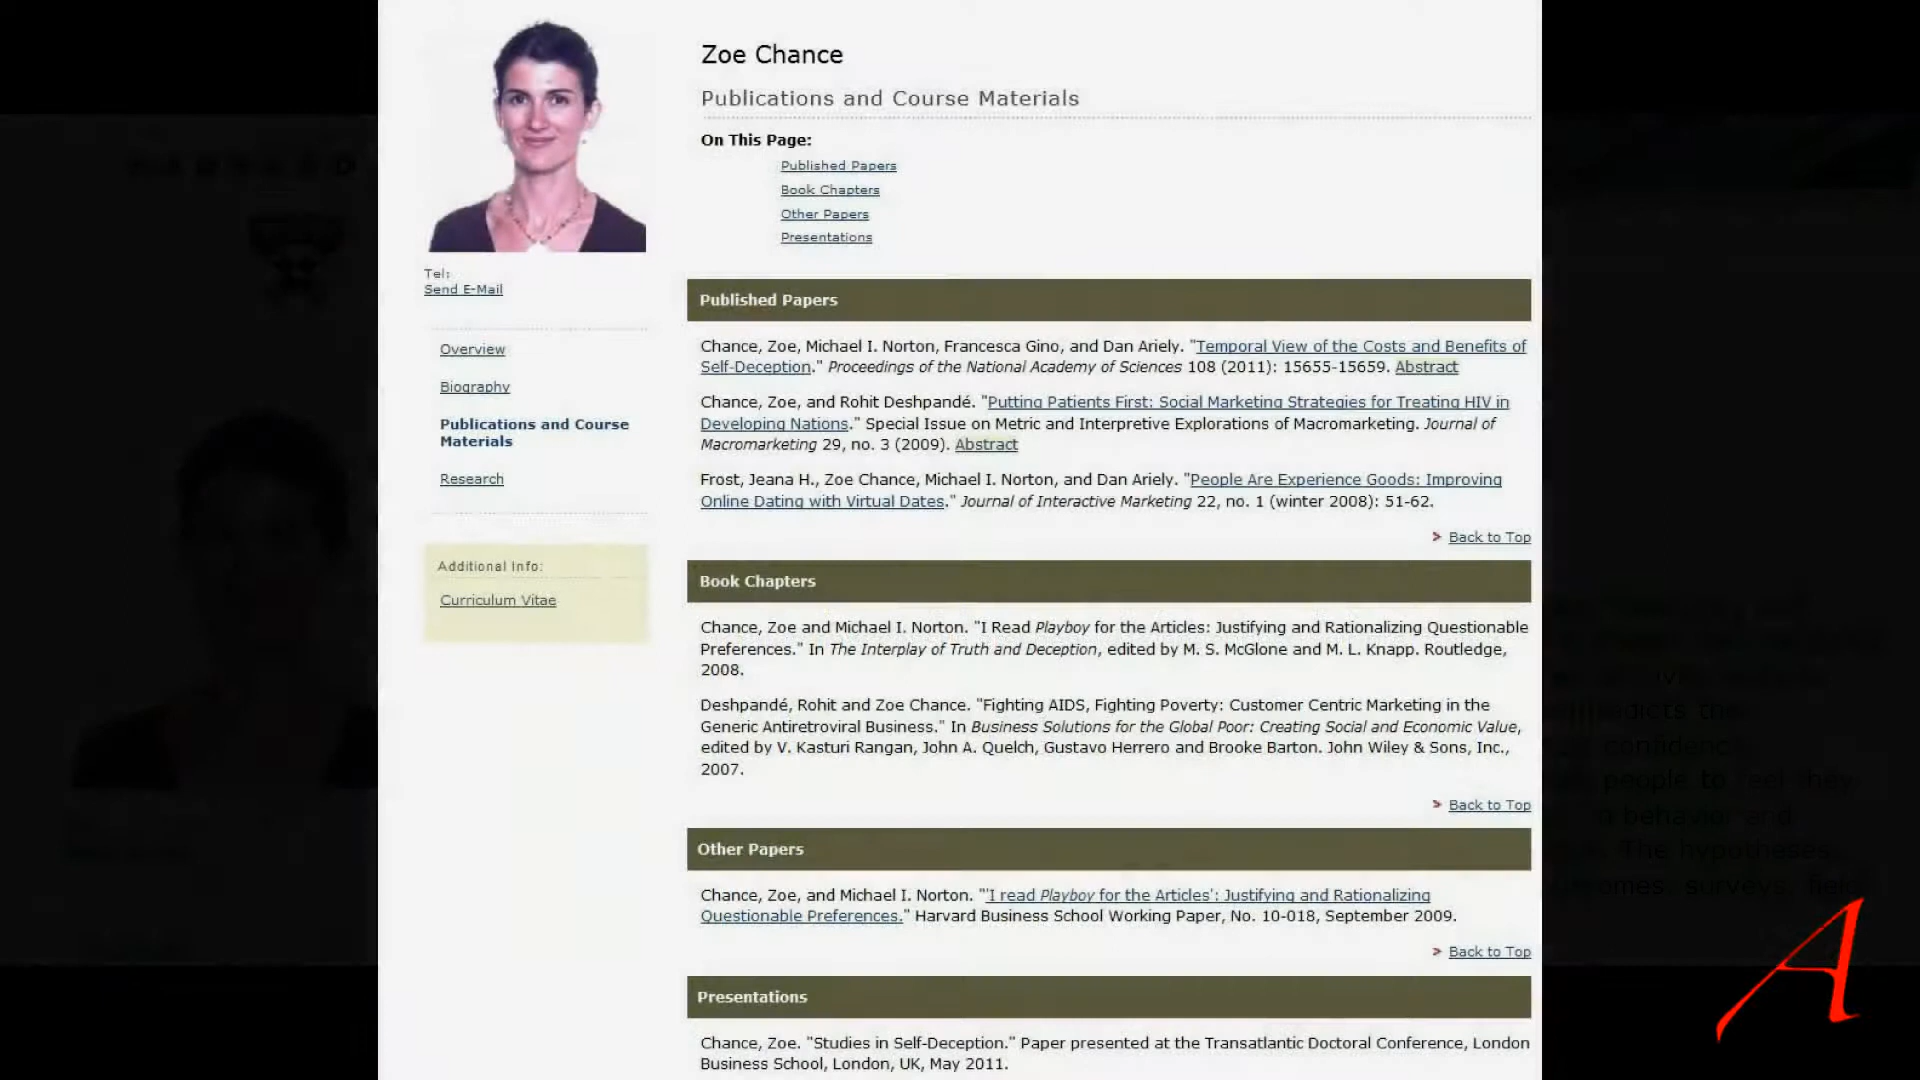 Zoe Chance
Publications and Course Materials
On This Page:
Published Papers
Book Chapters
Other Papers
Presentations
Tel:
Send E-Mail
Overview
Biography
Publications and Course
Materials
Research
Additional Info:
Curriculum Vitae
Published Papers
Chance, Zoe, Michael I. Norton, Francesca Gino, and Dan Ariely. "Temporal View of the Costs and Benefits of
Self-Deception." Proceedings of the National Academy of Sciences 108 (2011): 15655-15659. Abstract
Chance, Zoe, and Rohit Deshpandé. "Putting Patients First: Social Marketing Strategies for Treating HIV in
Developing Nations." Special Issue on Metric and Interpretive Explorations of Macromarketing. Journal of
Macromarketing 29, no. 3 (2009). Abstract
Frost, Jeana H., Zoe Chance, Michael I. Norton, and Dan Ariely. "People Are Experience Goods: Improving
Online Dating with Virtual Dates." Journal of Interactive Marketing 22, no. 1 (winter 2008): 51-62.
Back to Top
Book Chapters
Chance, Zoe and Michael I. Norton. "I Read Playboy for the Articles: Justifying and Rationalizing Questionable
Preferences." In The Interplay of Truth and Deception, edited by M. S. McGlone and M. L. Knapp. Routledge,
2008.
Deshpandé, Rohit and Zoe Chance. "Fighting AIDS, Fighting Poverty: Customer Centric Marketing in the
Generic Antiretroviral Business." In Business Solutions for the Global Poor: Creating Social and Economic Value,
edited by V. Kasturi Rangan, John A. Quelch, Gustavo Herrero and Brooke Barton. John Wiley & Sons, Inc.,
2007.
Back to Top
Other Papers
Chance, Zoe, and Michael I. Norton. "'I read Playboy for the Articles': Justifying and Rationalizing
Questionable Preferences." Harvard Business School Working Paper, No. 10-018, September 2009.
Back to Top
Presentations
Chance, Zoe. "Studies in Self-Deception." Paper presented at the Transatlantic Doctoral Conference, London
Business School, London, UK, May 2011.
people to feel they
behavior and
The hypotheses
surveys, field
A